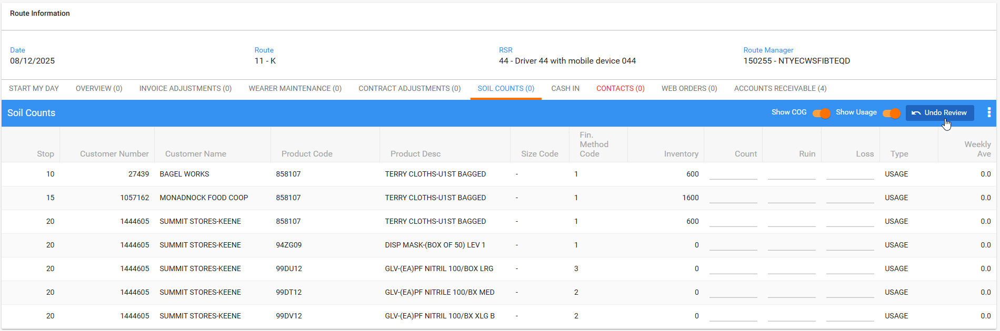 Route Information
Date Route RSR Route Manager
08/12/2025 11 - K 44 - Driver 44 with mobile device 044 150255 - NTYECWSFIBTEQD
START MY DAY OVERVIEW (0) INVOICE ADJUSTMENTS (0) WEARER MAINTENANCE (0) CONTRACT ADJUSTMENTS (0) SOIL COUNTS (0) CASH IN CONTACTS (0) WEB ORDERS (0) ACCOUNTS RECEIVABLE (4)
Soil Counts Show COG Show Usage Undo Review
Stop Customer Number Customer Name Product Code Product Desc Size Code Fin. Method Code Inventory Count Ruin Loss Type Weekly Ave
10 27439 BAGEL WORKS 858107 TERRY CLOTHS-U1ST BAGGED - 1 600 USAGE 0.0
15 1057162 MONADNOCK FOOD COOP 858107 TERRY CLOTHS-U1ST BAGGED - 1 1600 USAGE 0.0
20 1444605 SUMMIT STORES-KEENE 858107 TERRY CLOTHS-U1ST BAGGED - 1 600 USAGE 0.0
20 1444605 SUMMIT STORES-KEENE 94ZG09 DISP MASK-(BOX OF 50) LEV 1 - 1 0 USAGE 0.0
20 1444605 SUMMIT STORES-KEENE 99DU12 GLV-(EA)PF NITRIL 100/BOX LRG - 3 0 USAGE 0.0
20 1444605 SUMMIT STORES-KEENE 99DT12 GLV-(EA)PF NITRILE 100/BX MED - 2 0 USAGE 0.0
20 1444605 SUMMIT STORES-KEENE 99DV12 GLV-(EA)PF NITRIL 100/BX XLG B - 2 0 USAGE 0.0